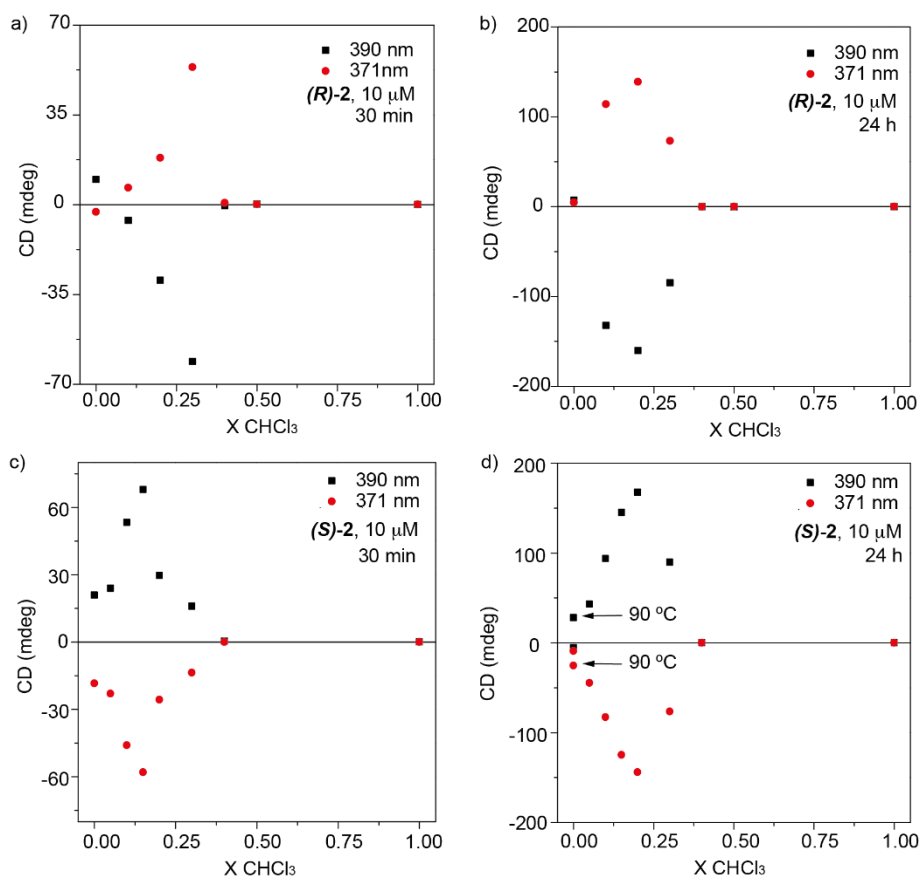 a)
70
35
0
-35
-70
CD (mdeg)
390 nm
371nm
(R)-2, 10 μM
30 min
0.00 0.25 0.50 0.75 1.00
X CHCl₃
b)
200
100
0
-100
-200
CD (mdeg)
390 nm
371 nm
(R)-2, 10 μM
24 h
0.00 0.25 0.50 0.75 1.00
X CHCl₃
c)
60
30
0
-30
-60
CD (mdeg)
390 nm
371 nm
(S)-2, 10 μM
30 min
0.00 0.25 0.50 0.75 1.00
X CHCl₃
d)
200
100
0
-100
-200
CD (mdeg)
390 nm
371 nm
(S)-2, 10 μM
24 h
90 ºC
90 ºC
0.00 0.25 0.50 0.75 1.00
X CHCl₃